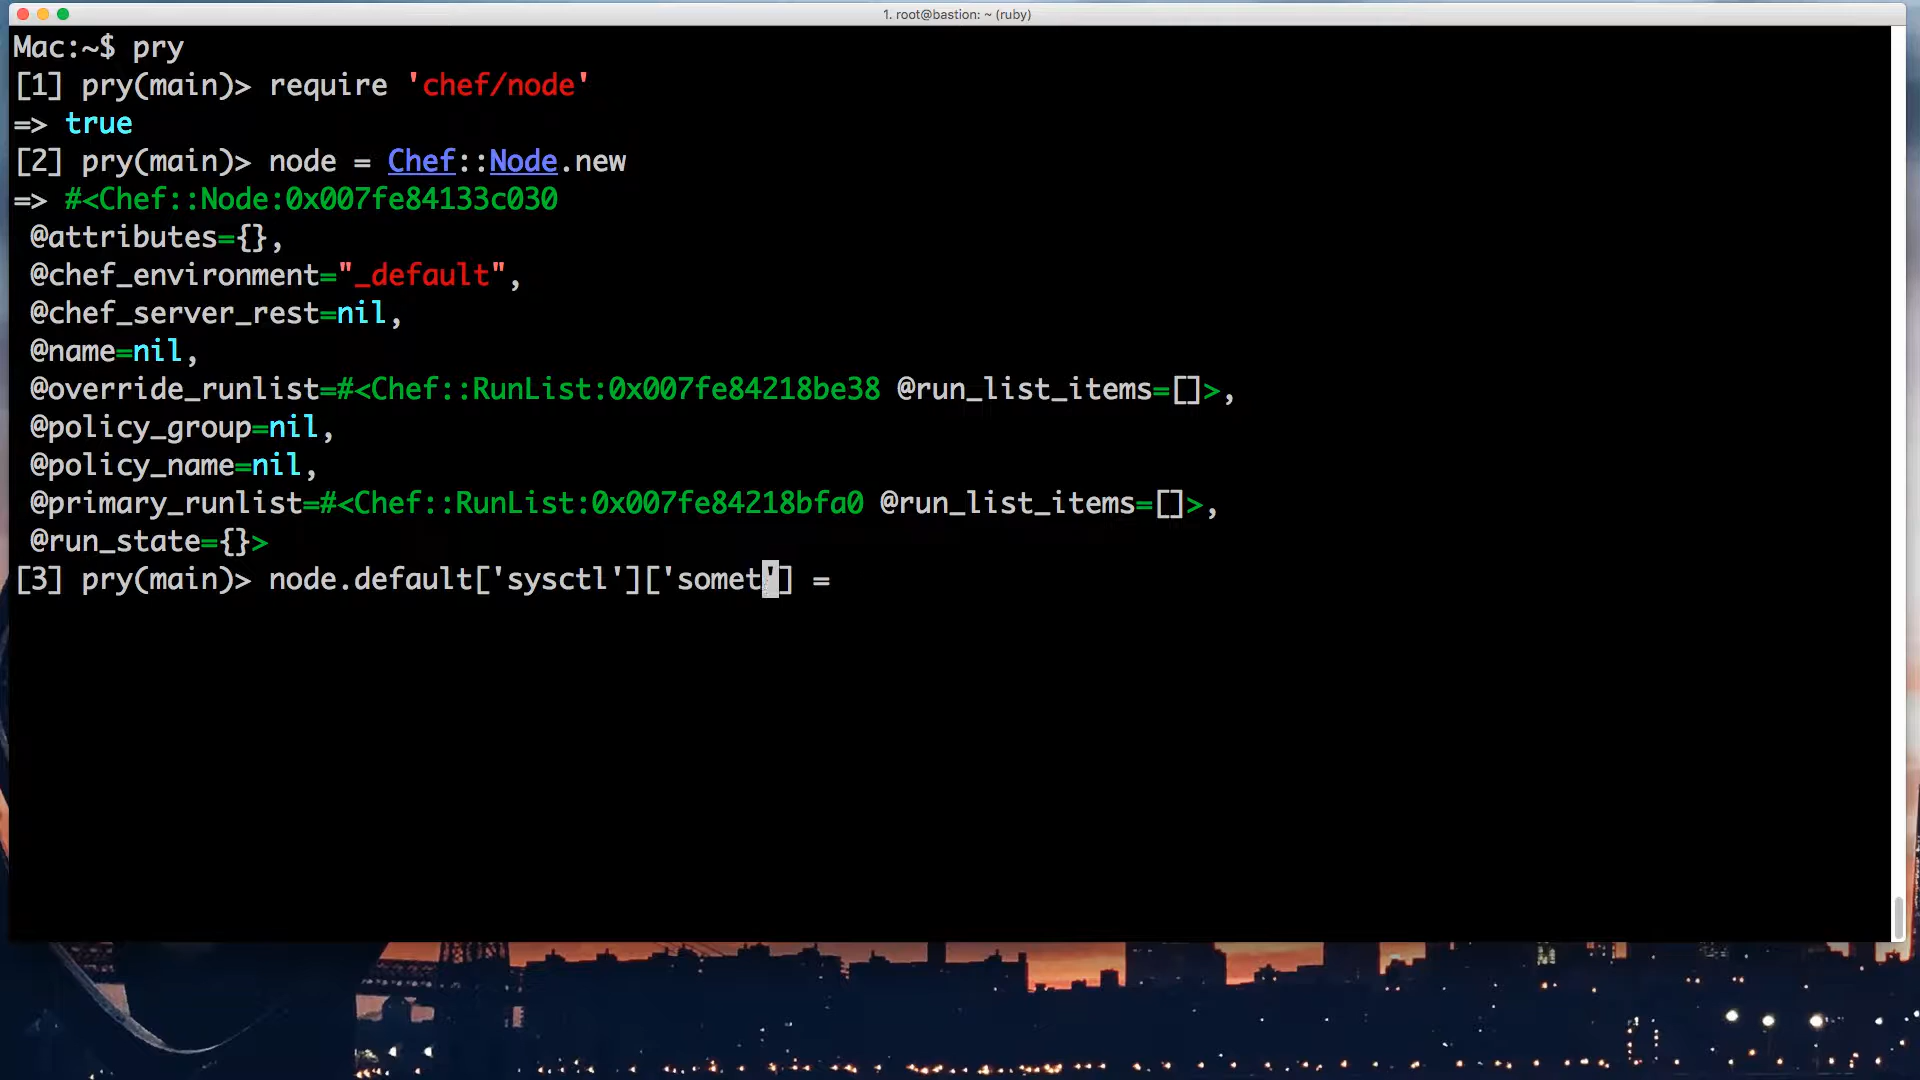 1. root@bastion: ~ (ruby)
Mac:~$ pry
[1] pry(main)> require 'chef/node'
=> true
[2] pry(main)> node = Chef::Node.new
=> #<Chef::Node:0x007fe84133c030
 @attributes={},
 @chef_environment="_default",
 @chef_server_rest=nil,
 @name=nil,
 @override_runlist=#<Chef::RunList:0x007fe84218be38 @run_list_items=[]>,
 @policy_group=nil,
 @policy_name=nil,
 @primary_runlist=#<Chef::RunList:0x007fe84218bfa0 @run_list_items=[]>,
 @run_state={}>
[3] pry(main)> node.default['sysctl']['somet'] =